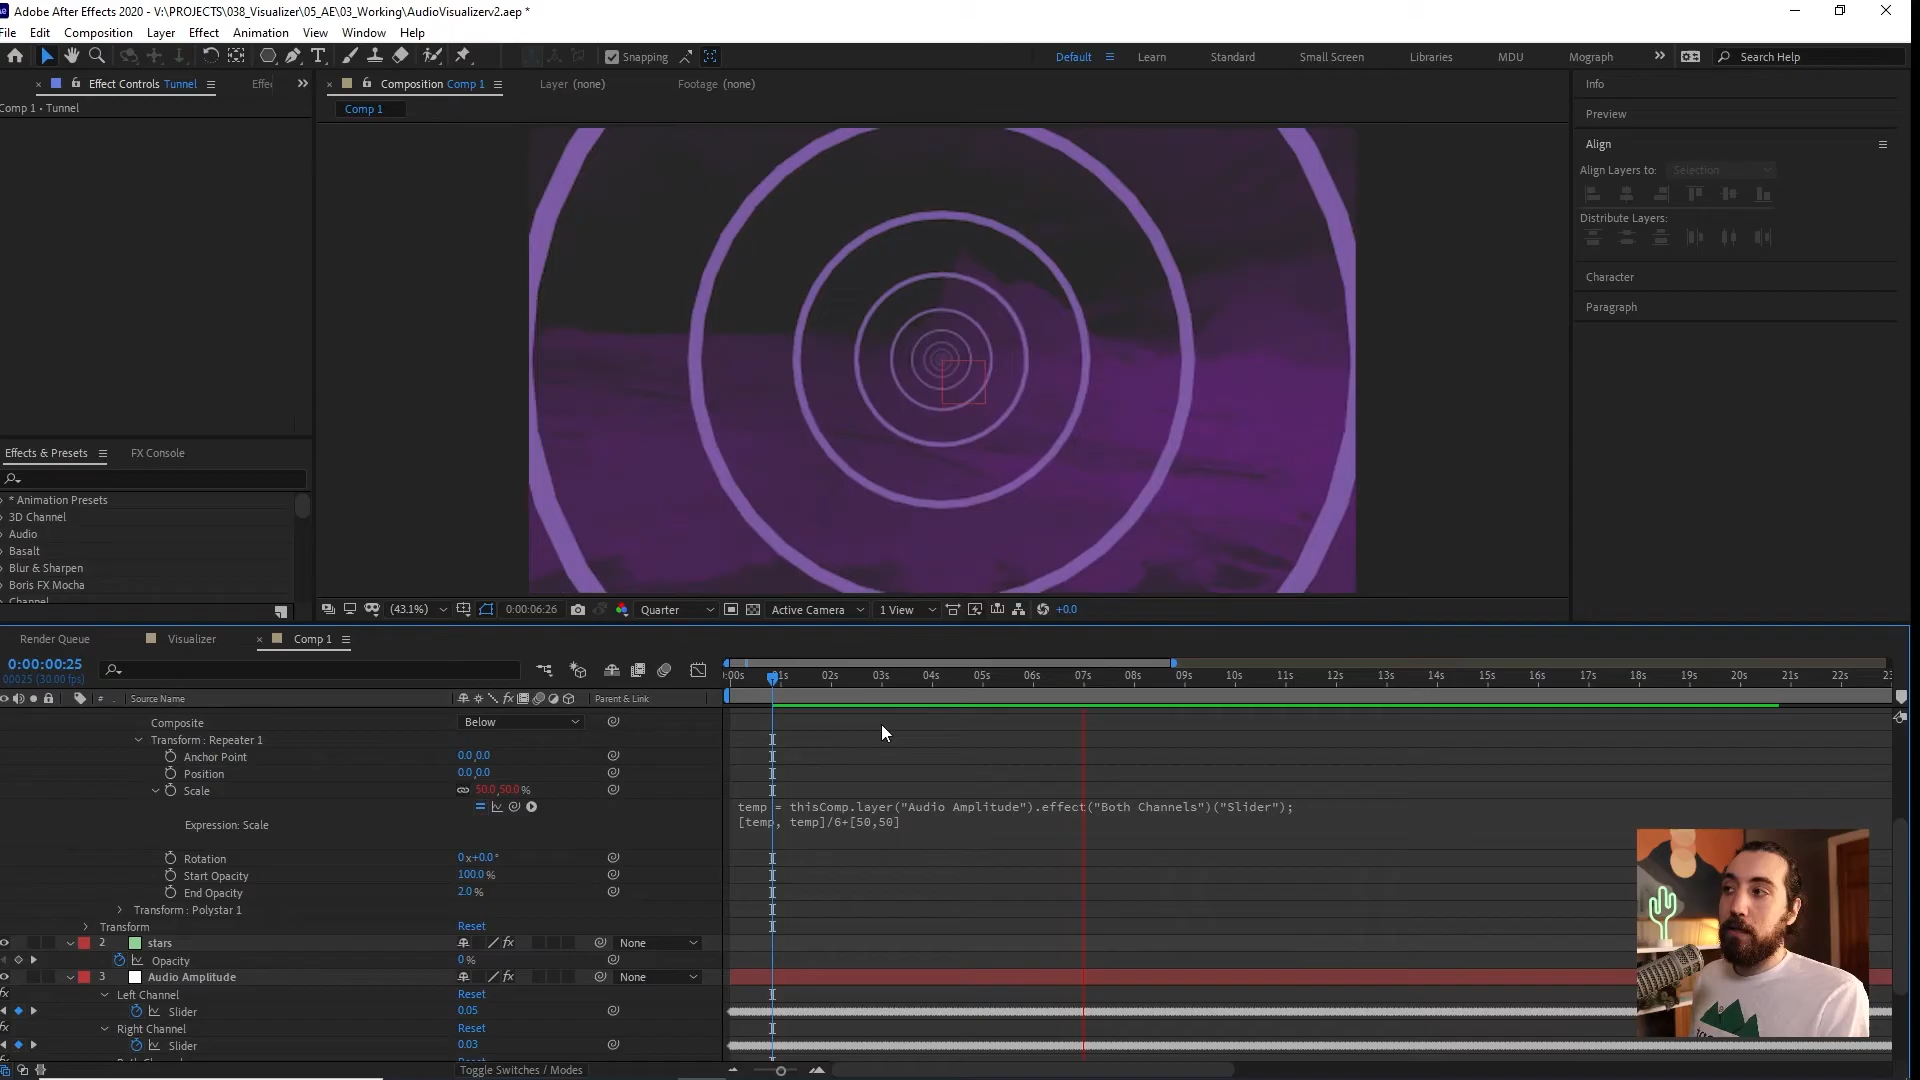 Adobe After Effects 2020 - V:\PROJECTS\038_Visualizer\05_AE\03_Working\AudioVisualizerv2.aep *
File Edit Composition Layer Effect Animation View Window Help
Snapping Default Learn Standard Small Screen Libraries MDU Mograph Search Help
Effect Controls Tunnel Effe
Composition Comp 1 Layer (none) Footage (none)
Info
Comp 1 • Tunnel
Comp 1
Preview
Align
Align Layers to: Selection
Distribute Layers:
Character
Paragraph
Effects & Presets FX Console
* Animation Presets
3D Channel
Audio
Basalt
Blur & Sharpen
Boris FX Mocha
Channel
(43.1%) 0:00:06:26 Quarter Active Camera 1 View +0.0
Render Queue Visualizer Comp 1
0:00:00:25
00025 (30.00 fps)
:00s 01s 02s 03s 04s 05s 06s 07s 08s 09s 10s 11s 12s 13s 14s 15s 16s 17s 18s 19s 20s 21s 22s 23
# . Source Name fx Parent & Link
Composite Below
Transform : Repeater 1
Anchor Point 0.0,0.0
Position 0.0,0.0
Scale 50.0,50.0 %
Expression: Scale
temp = thisComp.layer("Audio Amplitude").effect("Both Channels")("Slider");
[temp, temp]/6+[50,50]
Rotation 0x+0.0°
Start Opacity 100.0 %
End Opacity 2.0 %
Transform : Polystar 1
Transform Reset
2 stars fx None
Opacity 0 %
3 Audio Amplitude fx None
fx Left Channel Reset
Slider 0.05
fx Right Channel Reset
Slider 0.03
Toggle Switches / Modes